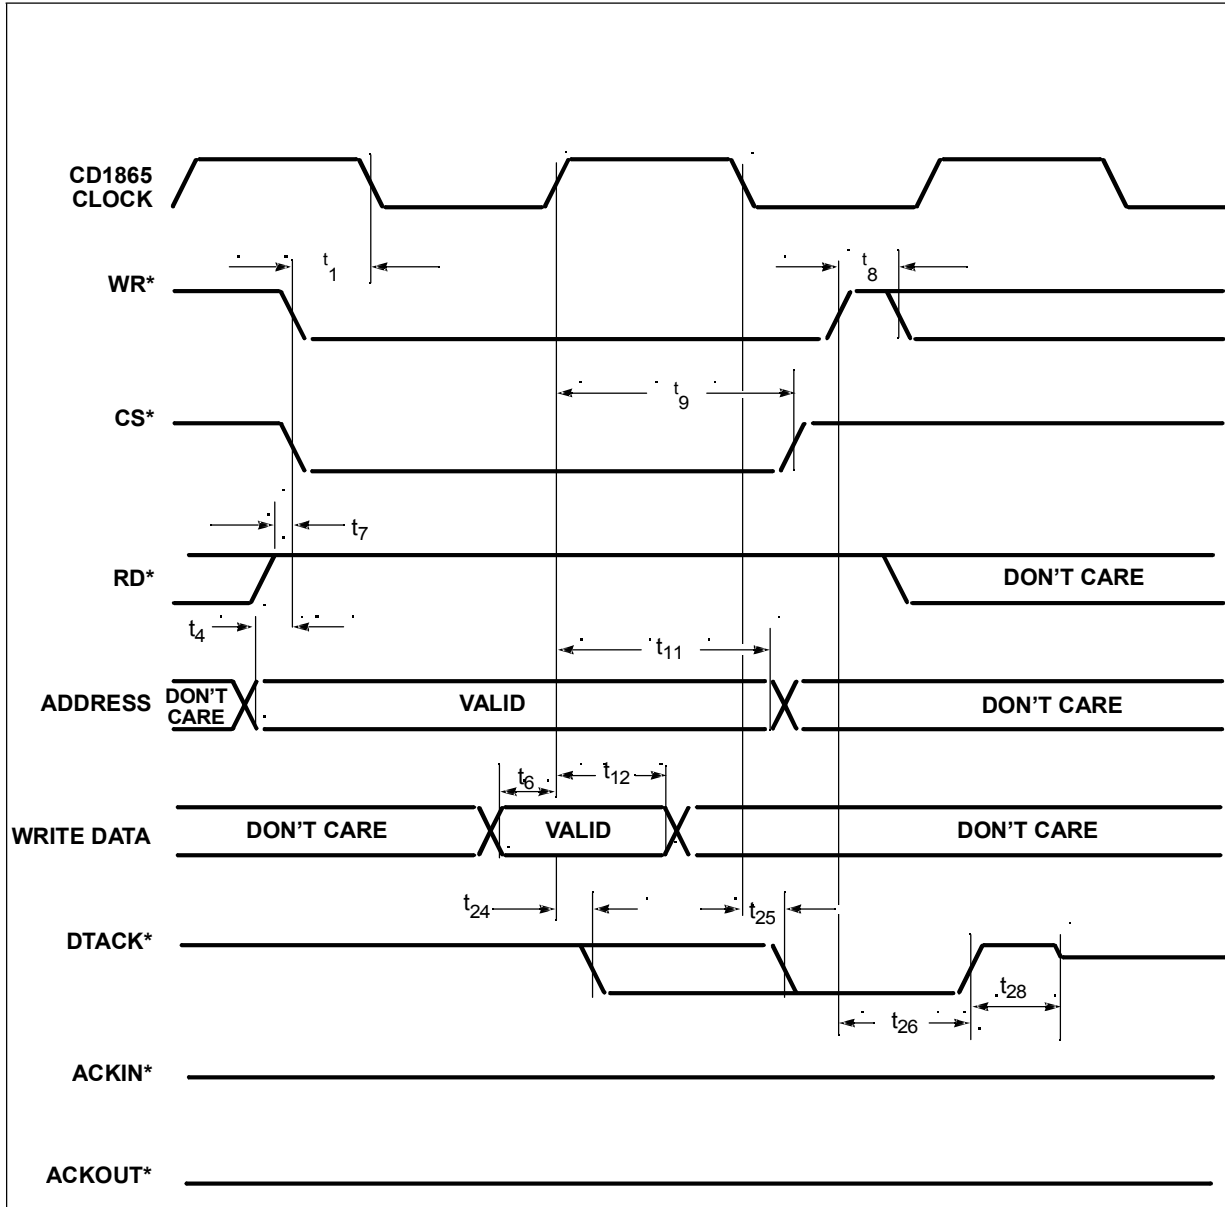 CD1865
CLOCK
t1
t8
WR*
t9
CS*
t7
RD*
DON'T CARE
t4
t11
ADDRESS
DON'T
CARE
VALID
DON'T CARE
t6
t12
WRITE DATA
DON'T CARE
VALID
DON'T CARE
t24
t25
DTACK*
t28
t26
ACKIN*
ACKOUT*